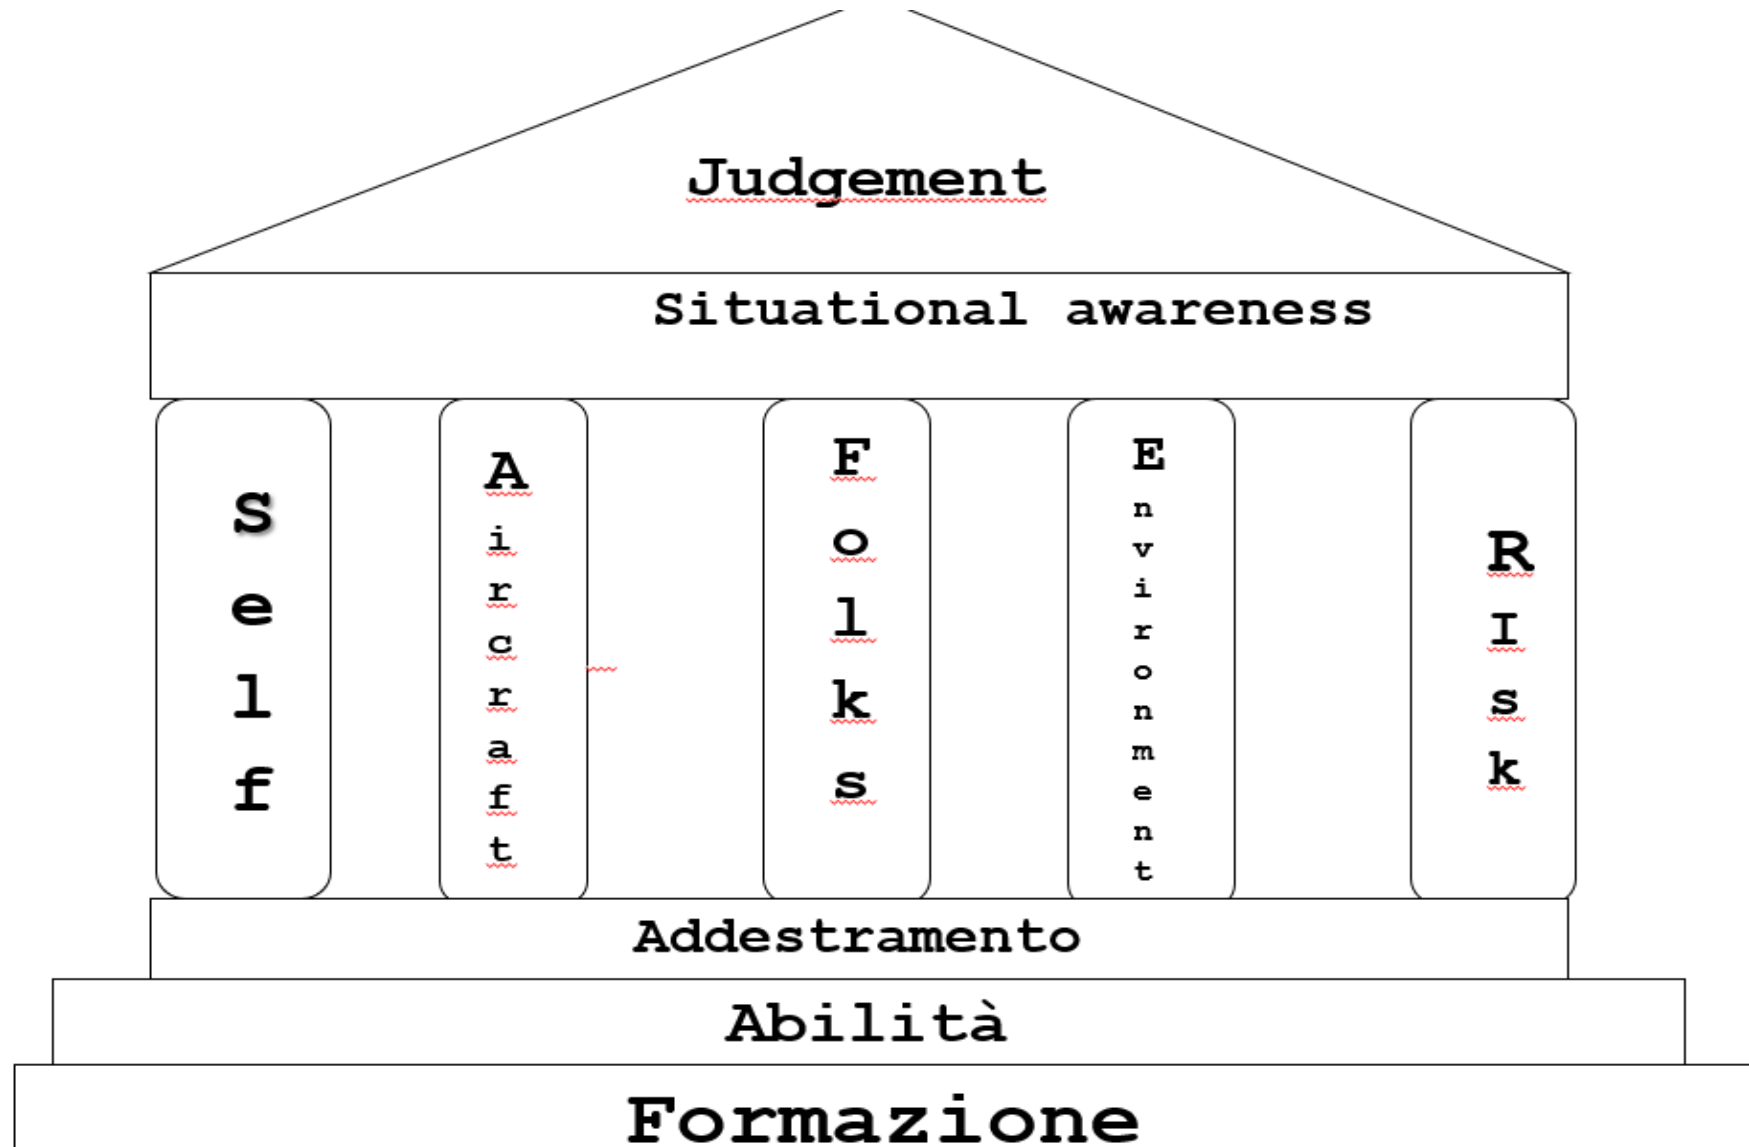 Judgement
Situational awareness
Self
Aircraft
Folks
Environment
RIsk
Addestramento
Abilità
Formazione